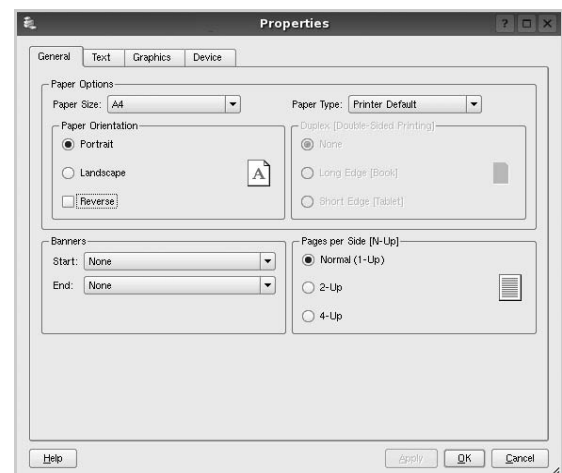 Properties
General Text Graphics Device
Paper Options
Paper Size: A4
Paper Type: Printer Default
Paper Orientation
Portrait
Landscape
Reverse
A
Duplex [Double-Sided Printing]
None
Long Edge [Book]
Short Edge [Tablet]
Banners
Start: None
End: None
Pages per Side [N-Up]
Normal (1-Up)
2-Up
4-Up
Help Apply OK Cancel